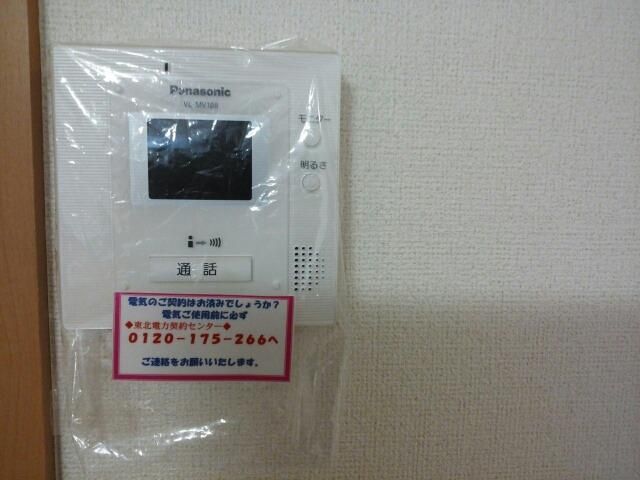 Panasonic
VL-MV188
モニター
明るさ
通話
電気のご契約はお済みでしょうか?
電気ご使用前に必ず
◆東北電力契約センター◆
0120-175-266へ
ご連絡をお願いいたします。